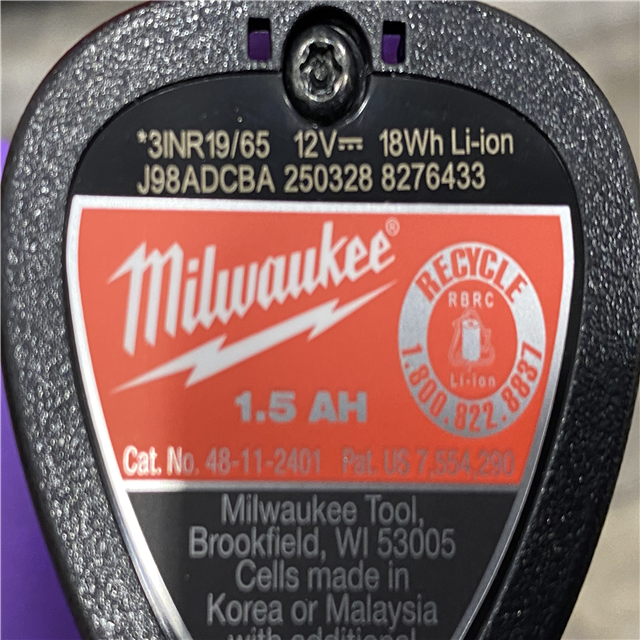 *3INR19/65 12V⎓ 18Wh Li-ion
J98ADCBA 250328 8276433
Milwaukee®
RECYCLE
RBRC
Li-ion
1.800.822.8837
1.5 AH
Cat. No. 48-11-2401 Pat. US 7,554,290
Milwaukee Tool,
Brookfield, WI 53005
Cells made in
Korea or Malaysia
with additional